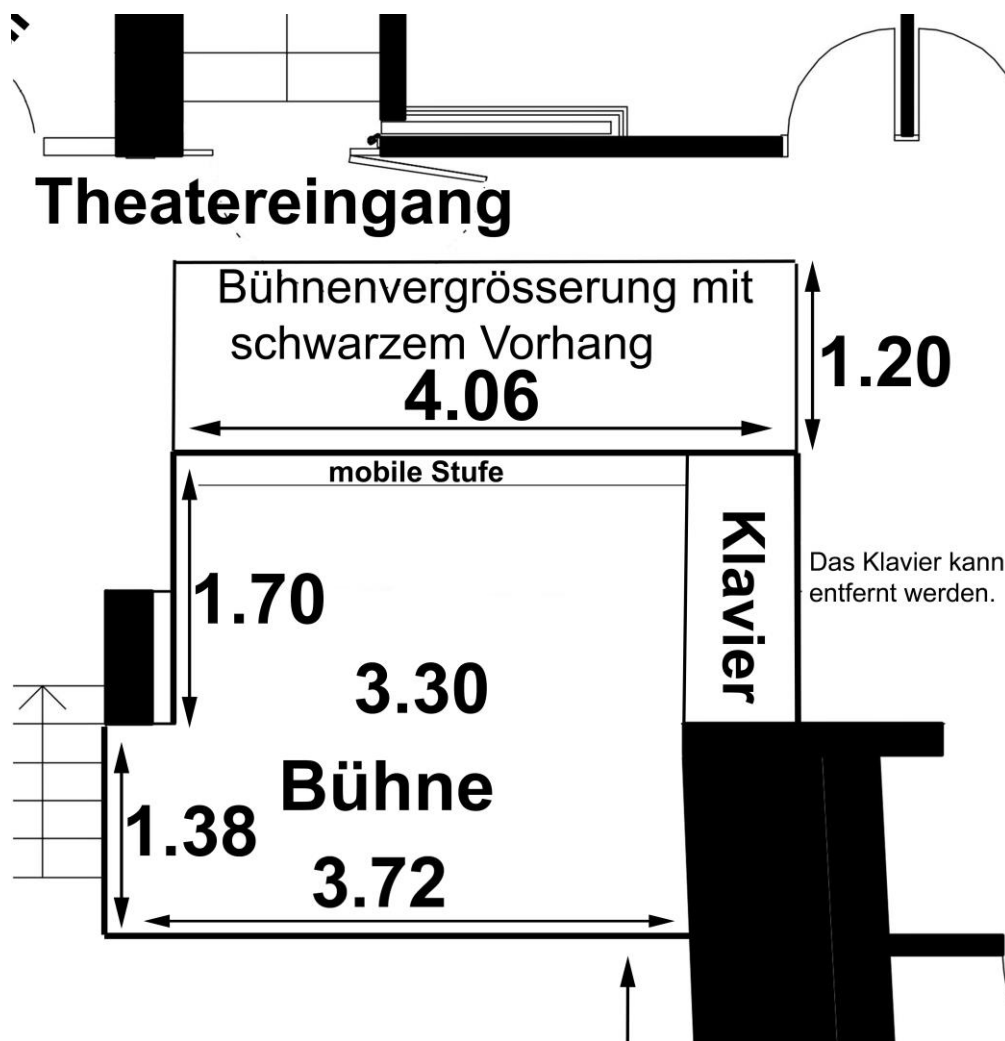 Theatereingang
Bühnenvergrösserung mit
schwarzem Vorhang
4.06
1.20
mobile Stufe
Klavier
Das Klavier kann
entfernt werden.
1.70
3.30
Bühne
1.38
3.72